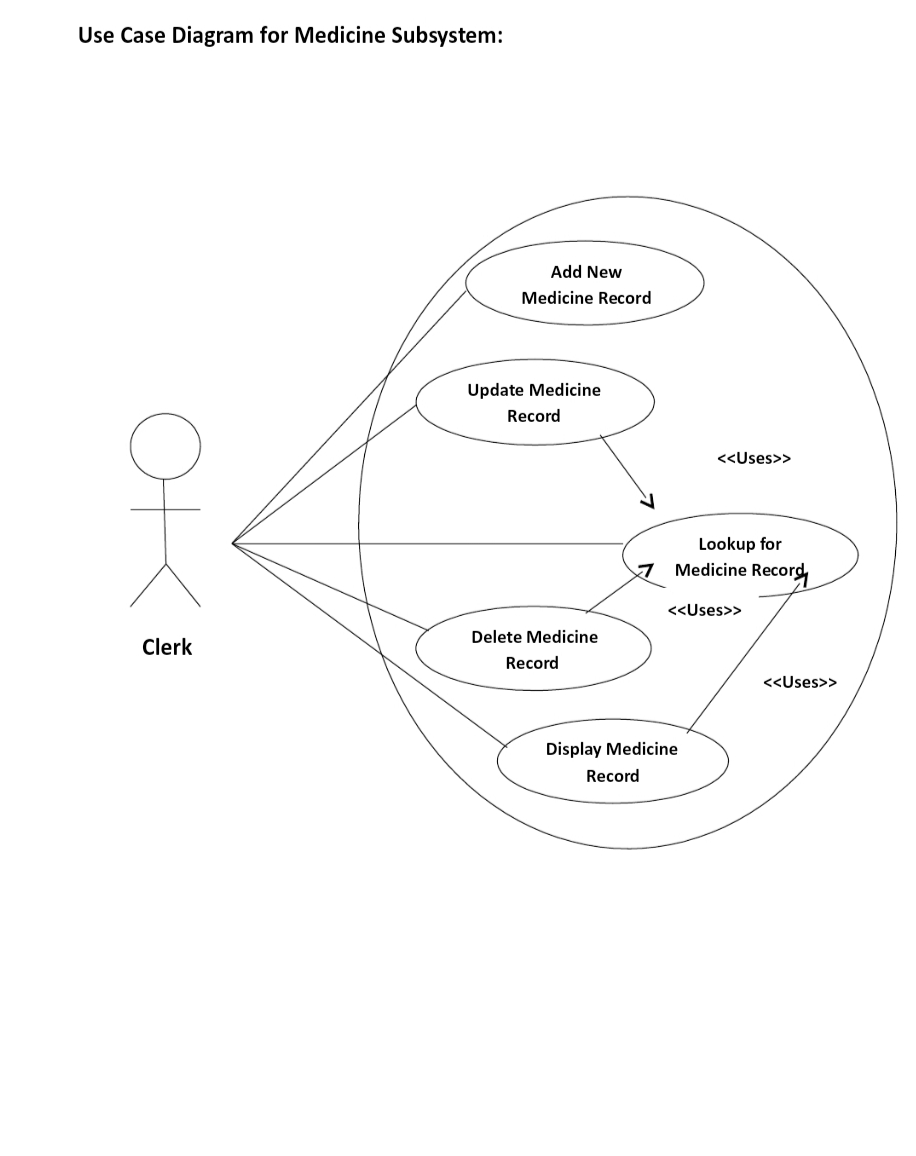 Use Case Diagram for Medicine Subsystem:
Add New
Medicine Record
Update Medicine
Record
<<Uses>>
Lookup for
Medicine Record
<<Uses>>
Delete Medicine
Record
Clerk
<<Uses>>
Display Medicine
Record